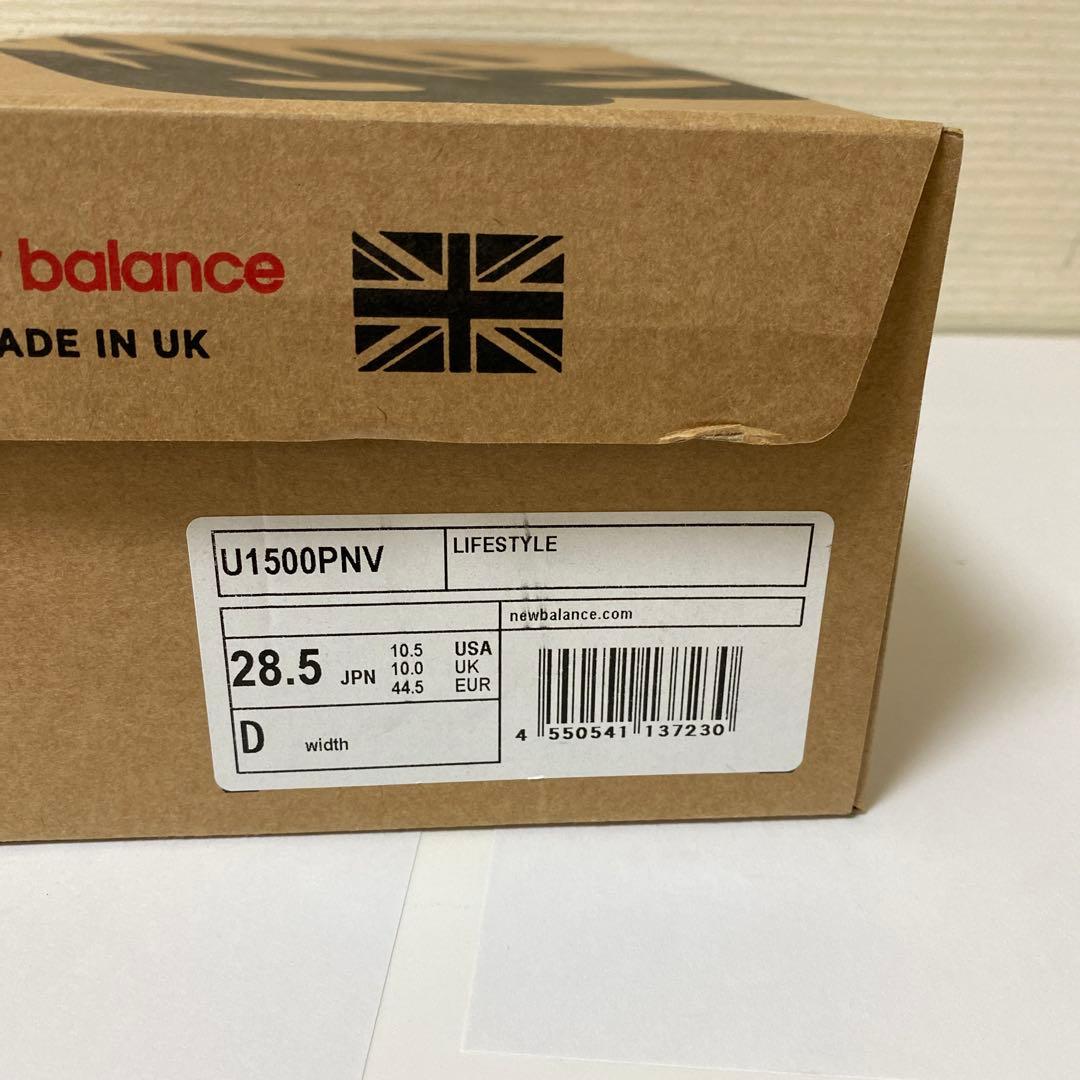 balance
ADE IN UK
U1500PNV
LIFESTYLE
newbalance.com
28.5 JPN
10.5 USA
10.0 UK
44.5 EUR
D width
4 550541 137230